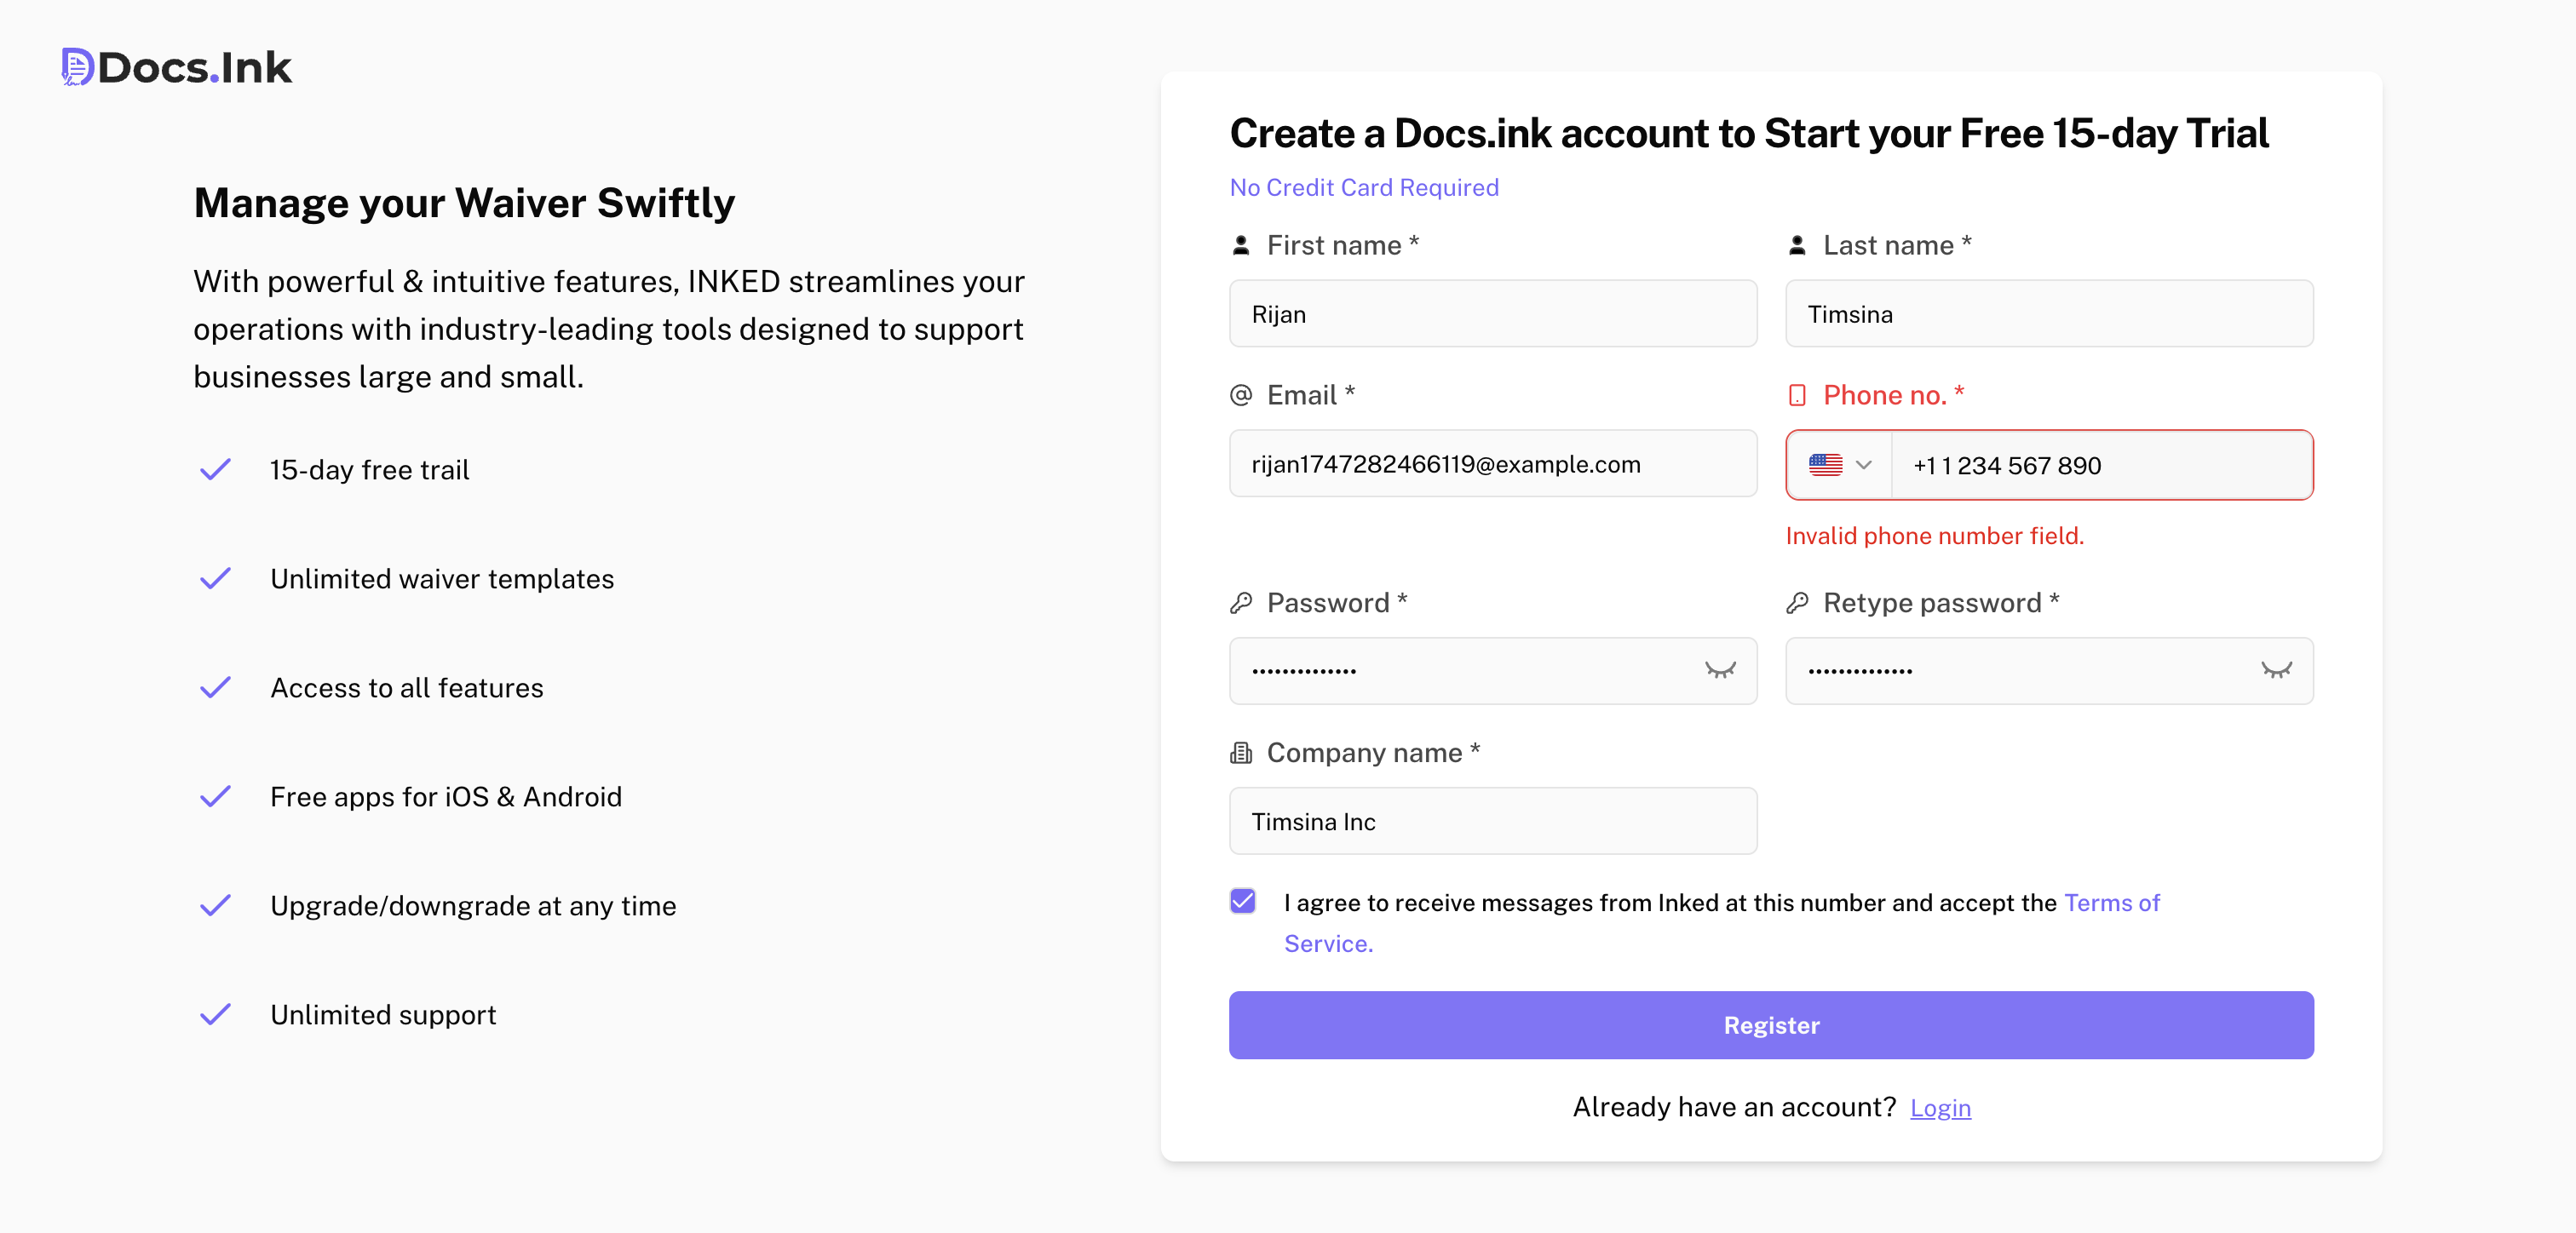 Docs.Ink
Manage your Waiver Swiftly
With powerful & intuitive features, INKED streamlines your
operations with industry-leading tools designed to support
businesses large and small.
15-day free trail
Unlimited waiver templates
Access to all features
Free apps for iOS & Android
Upgrade/downgrade at any time
Unlimited support
Create a Docs.ink account to Start your Free 15-day Trial
No Credit Card Required
First name *
Last name *
Rijan
Timsina
Email *
Phone no. *
rijan1747282466119@example.com
+1 1 234 567 890
Invalid phone number field.
Password *
Retype password *
••••••••••••••
••••••••••••••
Company name *
Timsina Inc
I agree to receive messages from Inked at this number and accept the Terms of
Service.
Register
Already have an account? Login